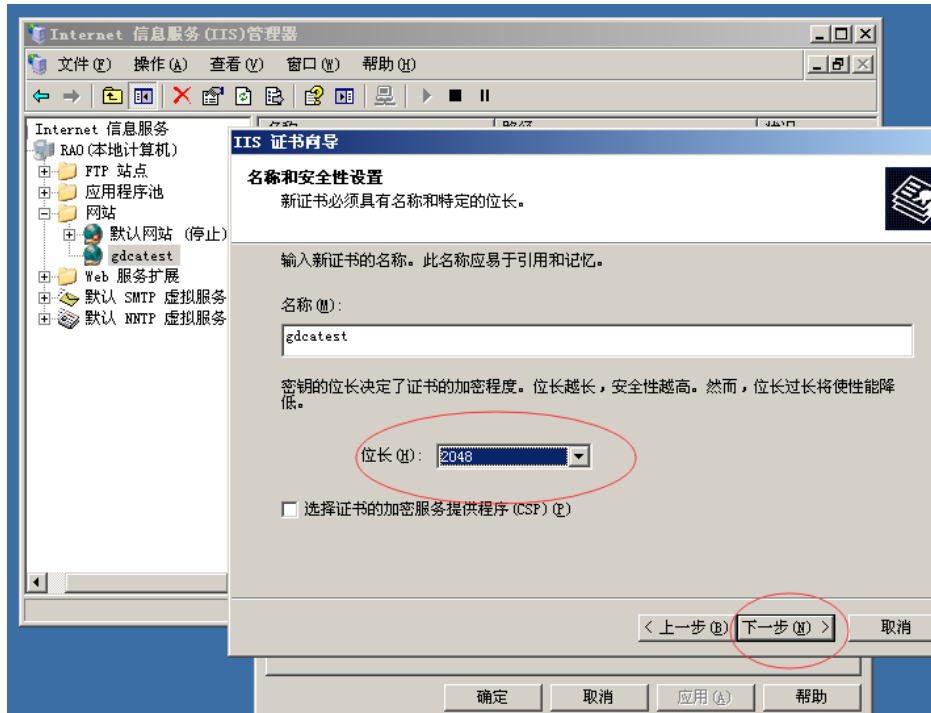 Internet 信息服务(IIS)管理器
文件(F) 操作(A) 查看(V) 窗口(W) 帮助(H)
Internet 信息服务
RAO(本地计算机)
FTP 站点
应用程序池
网站
默认网站 (停止)
gdcatest
Web 服务扩展
默认 SMTP 虚拟服务
默认 NNTP 虚拟服务
IIS 证书向导
名称和安全性设置
新证书必须具有名称和特定的位长。
输入新证书的名称。此名称应易于引用和记忆。
名称(M):
gdcatest
密钥的位长决定了证书的加密程度。位长越长,安全性越高。然而,位长过长将使性能降
低。
位长(H): 2048
选择证书的加密服务提供程序(CSP)(P)
< 上一步(B) 下一步(N) > 取消
确定 取消 应用(A) 帮助